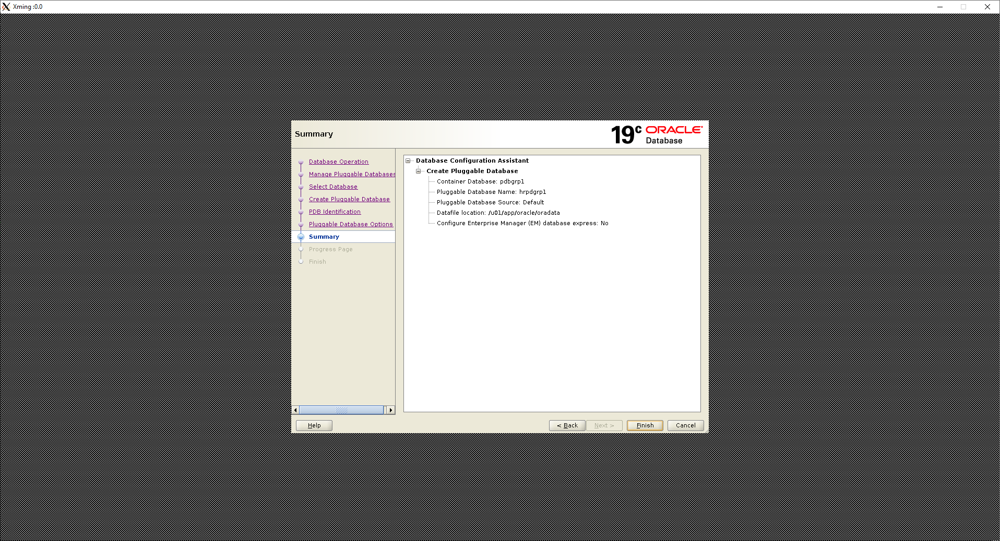 Xming :0.0
Summary
19c ORACLE
Database
Database Operation
Manage Pluggable Databases
Select Database
Create Pluggable Database
PDB Identification
Pluggable Database Options
Summary
Progress Page
Finish
Database Configuration Assistant
Create Pluggable Database
Container Database: pdbgrp1
Pluggable Database Name: hrpdgrp1
Pluggable Database Source: Default
Datafile location: /u01/app/oracle/oradata
Configure Enterprise Manager (EM) database express: No
Help
< Back
Next >
Finish
Cancel